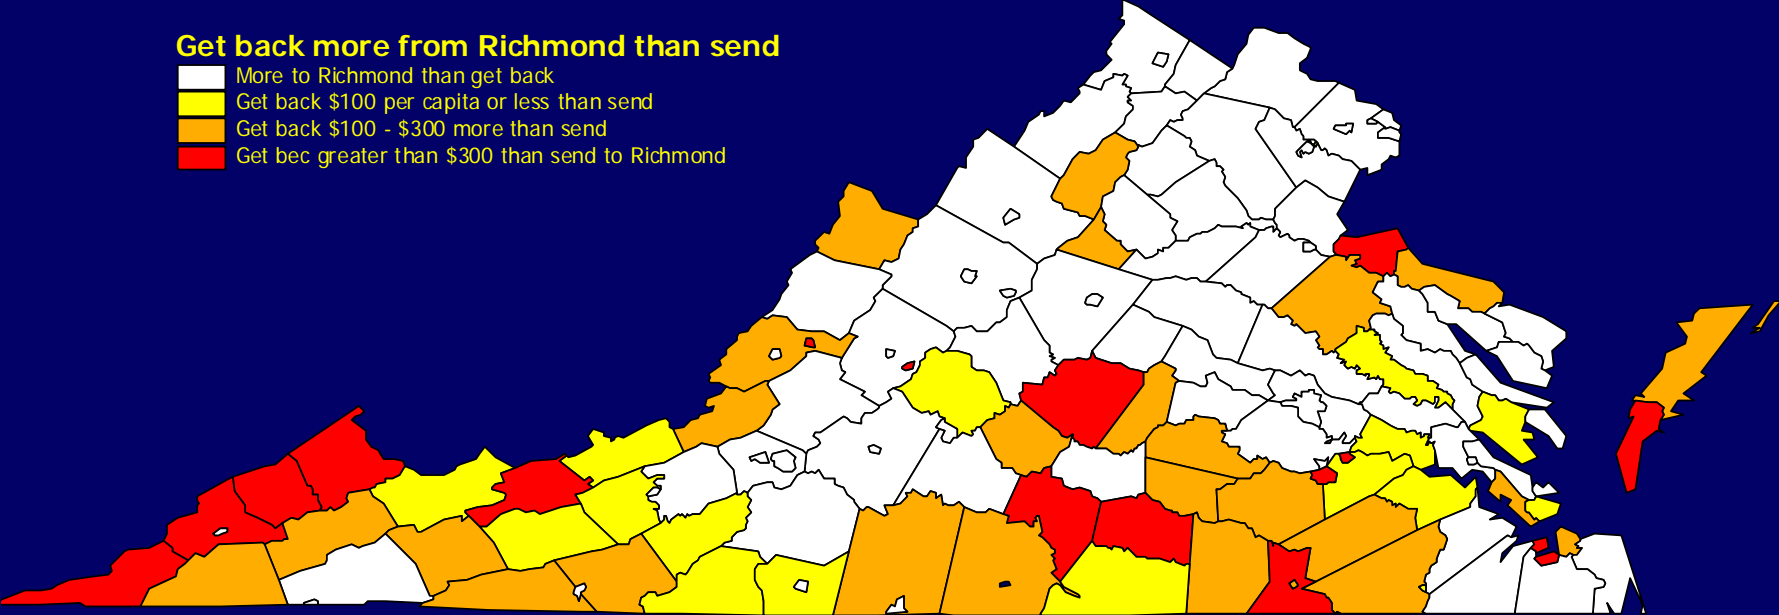 Get back more from Richmond than send
More to Richmond than get back
Get back $100 per capita or less than send
Get back $100 - $300 more than send
Get bec greater than $300 than send to Richmond